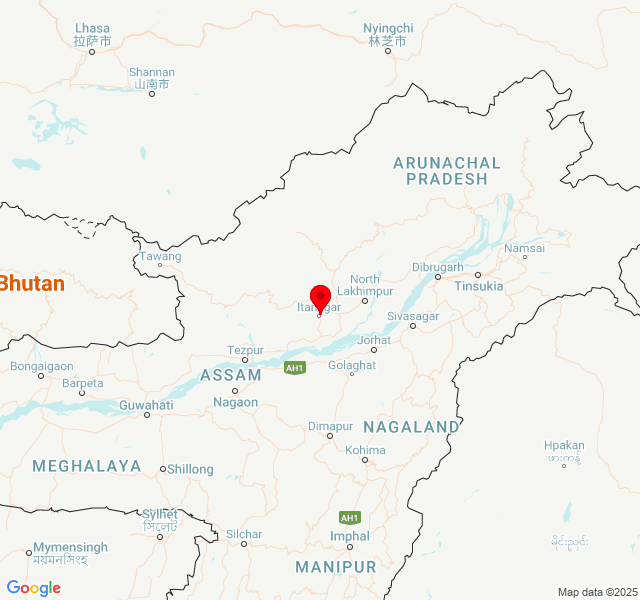 Lhasa
拉萨市
Nyingchi
林芝市
Shannan
山南市
ARUNACHAL
PRADESH
Namsai
Tawang
Bhutan
Dibrugarh
Tinsukia
North
Lakhimpur
Itanagar
Sivasagar
Jorhat
Tezpur
Golaghat
AH1
Bongaigaon
Barpeta
ASSAM
Nagaon
Guwahati
Dimapur
NAGALAND
Kohima
Hpakan
ဖားကန့်
MEGHALAYA
Shillong
AH1
Sylhet
সিলেট
Silchar
Imphal
Mymensingh
ময়মনসিংহ
MANIPUR
Google
Map data ©2025